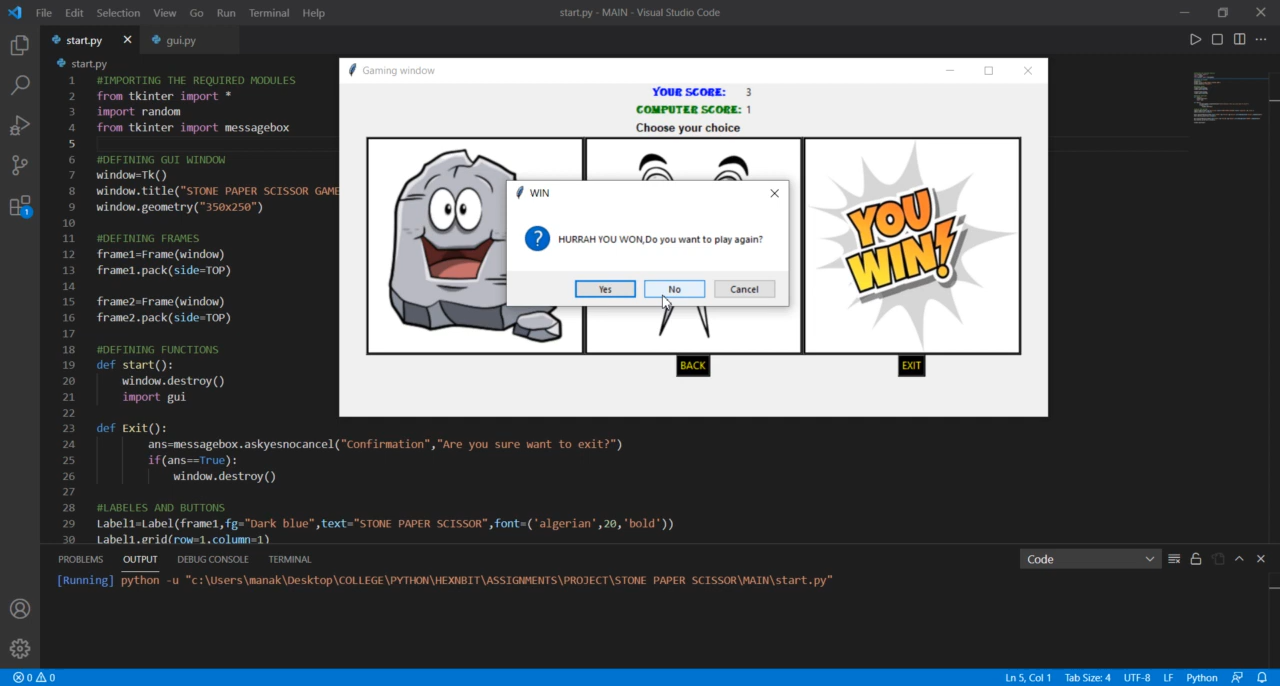 File Edit Selection View Go Run Terminal Help
start.py - MAIN - Visual Studio Code
start.py
gui.py
start.py
1 #IMPORTING THE REQUIRED MODULES
2 from tkinter import *
3 import random
4 from tkinter import messagebox
5
6 #DEFINING GUI WINDOW
7 window=Tk()
8 window.title("STONE PAPER SCISSOR GAME
9 window.geometry("350x250")
10
11 #DEFINING FRAMES
12 frame1=Frame(window)
13 frame1.pack(side=TOP)
14
15 frame2=Frame(window)
16 frame2.pack(side=TOP)
17
18 #DEFINING FUNCTIONS
19 def start():
20 window.destroy()
21 import gui
22
23 def Exit():
24 ans=messagebox.askyesnocancel("Confirmation","Are you sure want to exit?")
25 if(ans==True):
26 window.destroy()
27
28 #LABELES AND BUTTONS
29 Label1=Label(frame1,fg="Dark blue",text="STONE PAPER SCISSOR",font=('algerian',20,'bold'))
30 Label1.grid(row=1,column=1)
Gaming window
YOUR SCORE: 3
COMPUTER SCORE: 1
Choose your choice
WIN
HURRAH YOU WON,Do you want to play again?
Yes No Cancel
YOU
WIN!
BACK
EXIT
PROBLEMS OUTPUT DEBUG CONSOLE TERMINAL
Code
[Running] python -u "c:\Users\manak\Desktop\COLLEGE\PYTHON\HEXNBIT\ASSIGNMENTS\PROJECT\STONE PAPER SCISSOR\MAIN\start.py"
1
0 0
Ln 5, Col 1 Tab Size: 4 UTF-8 LF Python